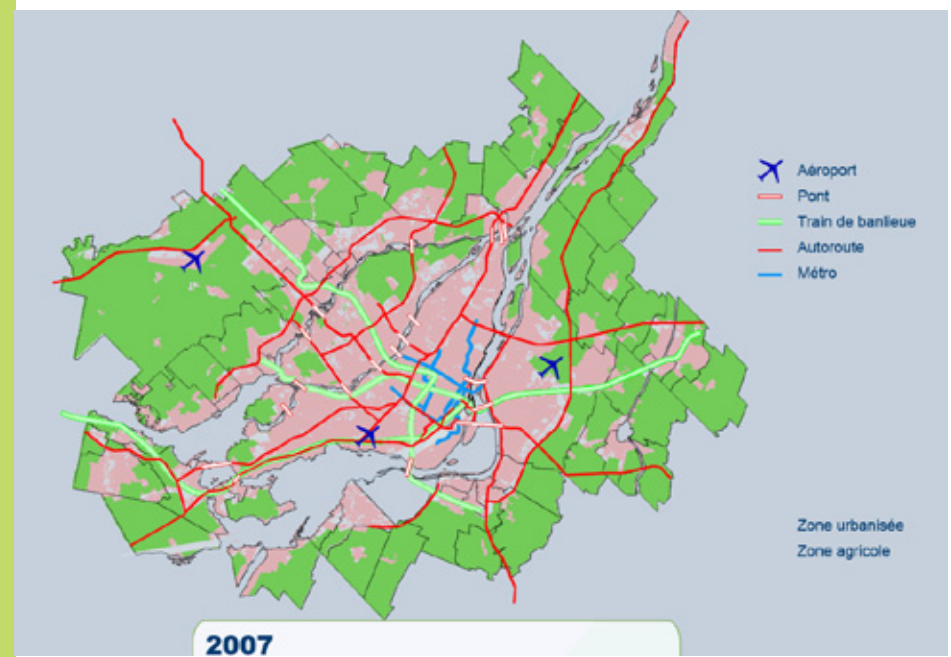 Aéroport
Pont
Train de banlieue
Autoroute
Métro
Zone urbanisée
Zone agricole
2007